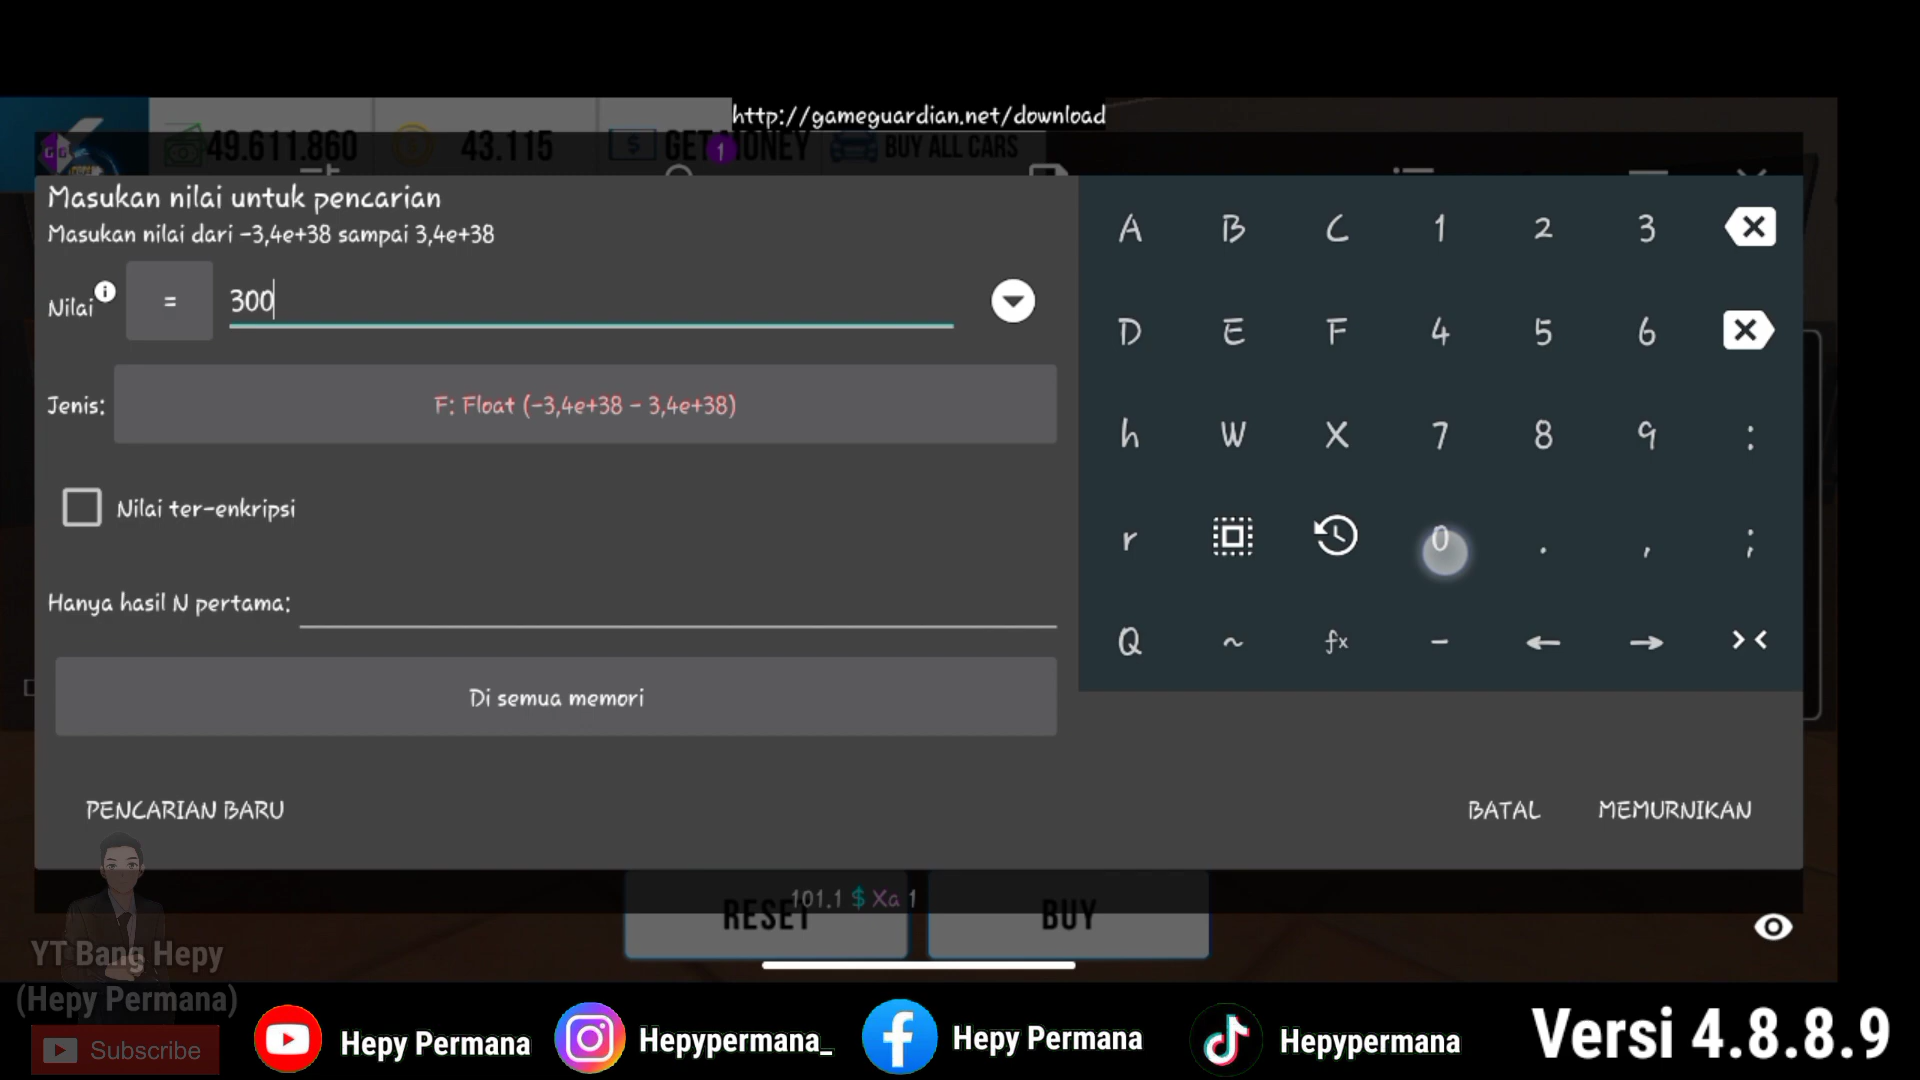 http://gameguardian.net/download
49.611.860
43.115
GET MONEY
1
BUY ALL CARS
Masukan nilai untuk pencarian
Masukan nilai dari -3,4e+38 sampai 3,4e+38
Nilai
=
300
Jenis:
F: Float (-3,4e+38 - 3,4e+38)
Nilai ter-enkripsi
Hanya hasil N pertama:
Di semua memori
PENCARIAN BARU
A B C 1 2 3
D E F 4 5 6
h W X 7 8 9 :
r 0 . , ;
Q ~ fx - ← → > <
BATAL
MEMURNIKAN
101.1 $ Xa 1
RESET
BUY
YT Bang Hepy
(Hepy Permana)
Subscribe
Hepy Permana
Hepypermana_
Hepy Permana
Hepypermana
Versi 4.8.8.9